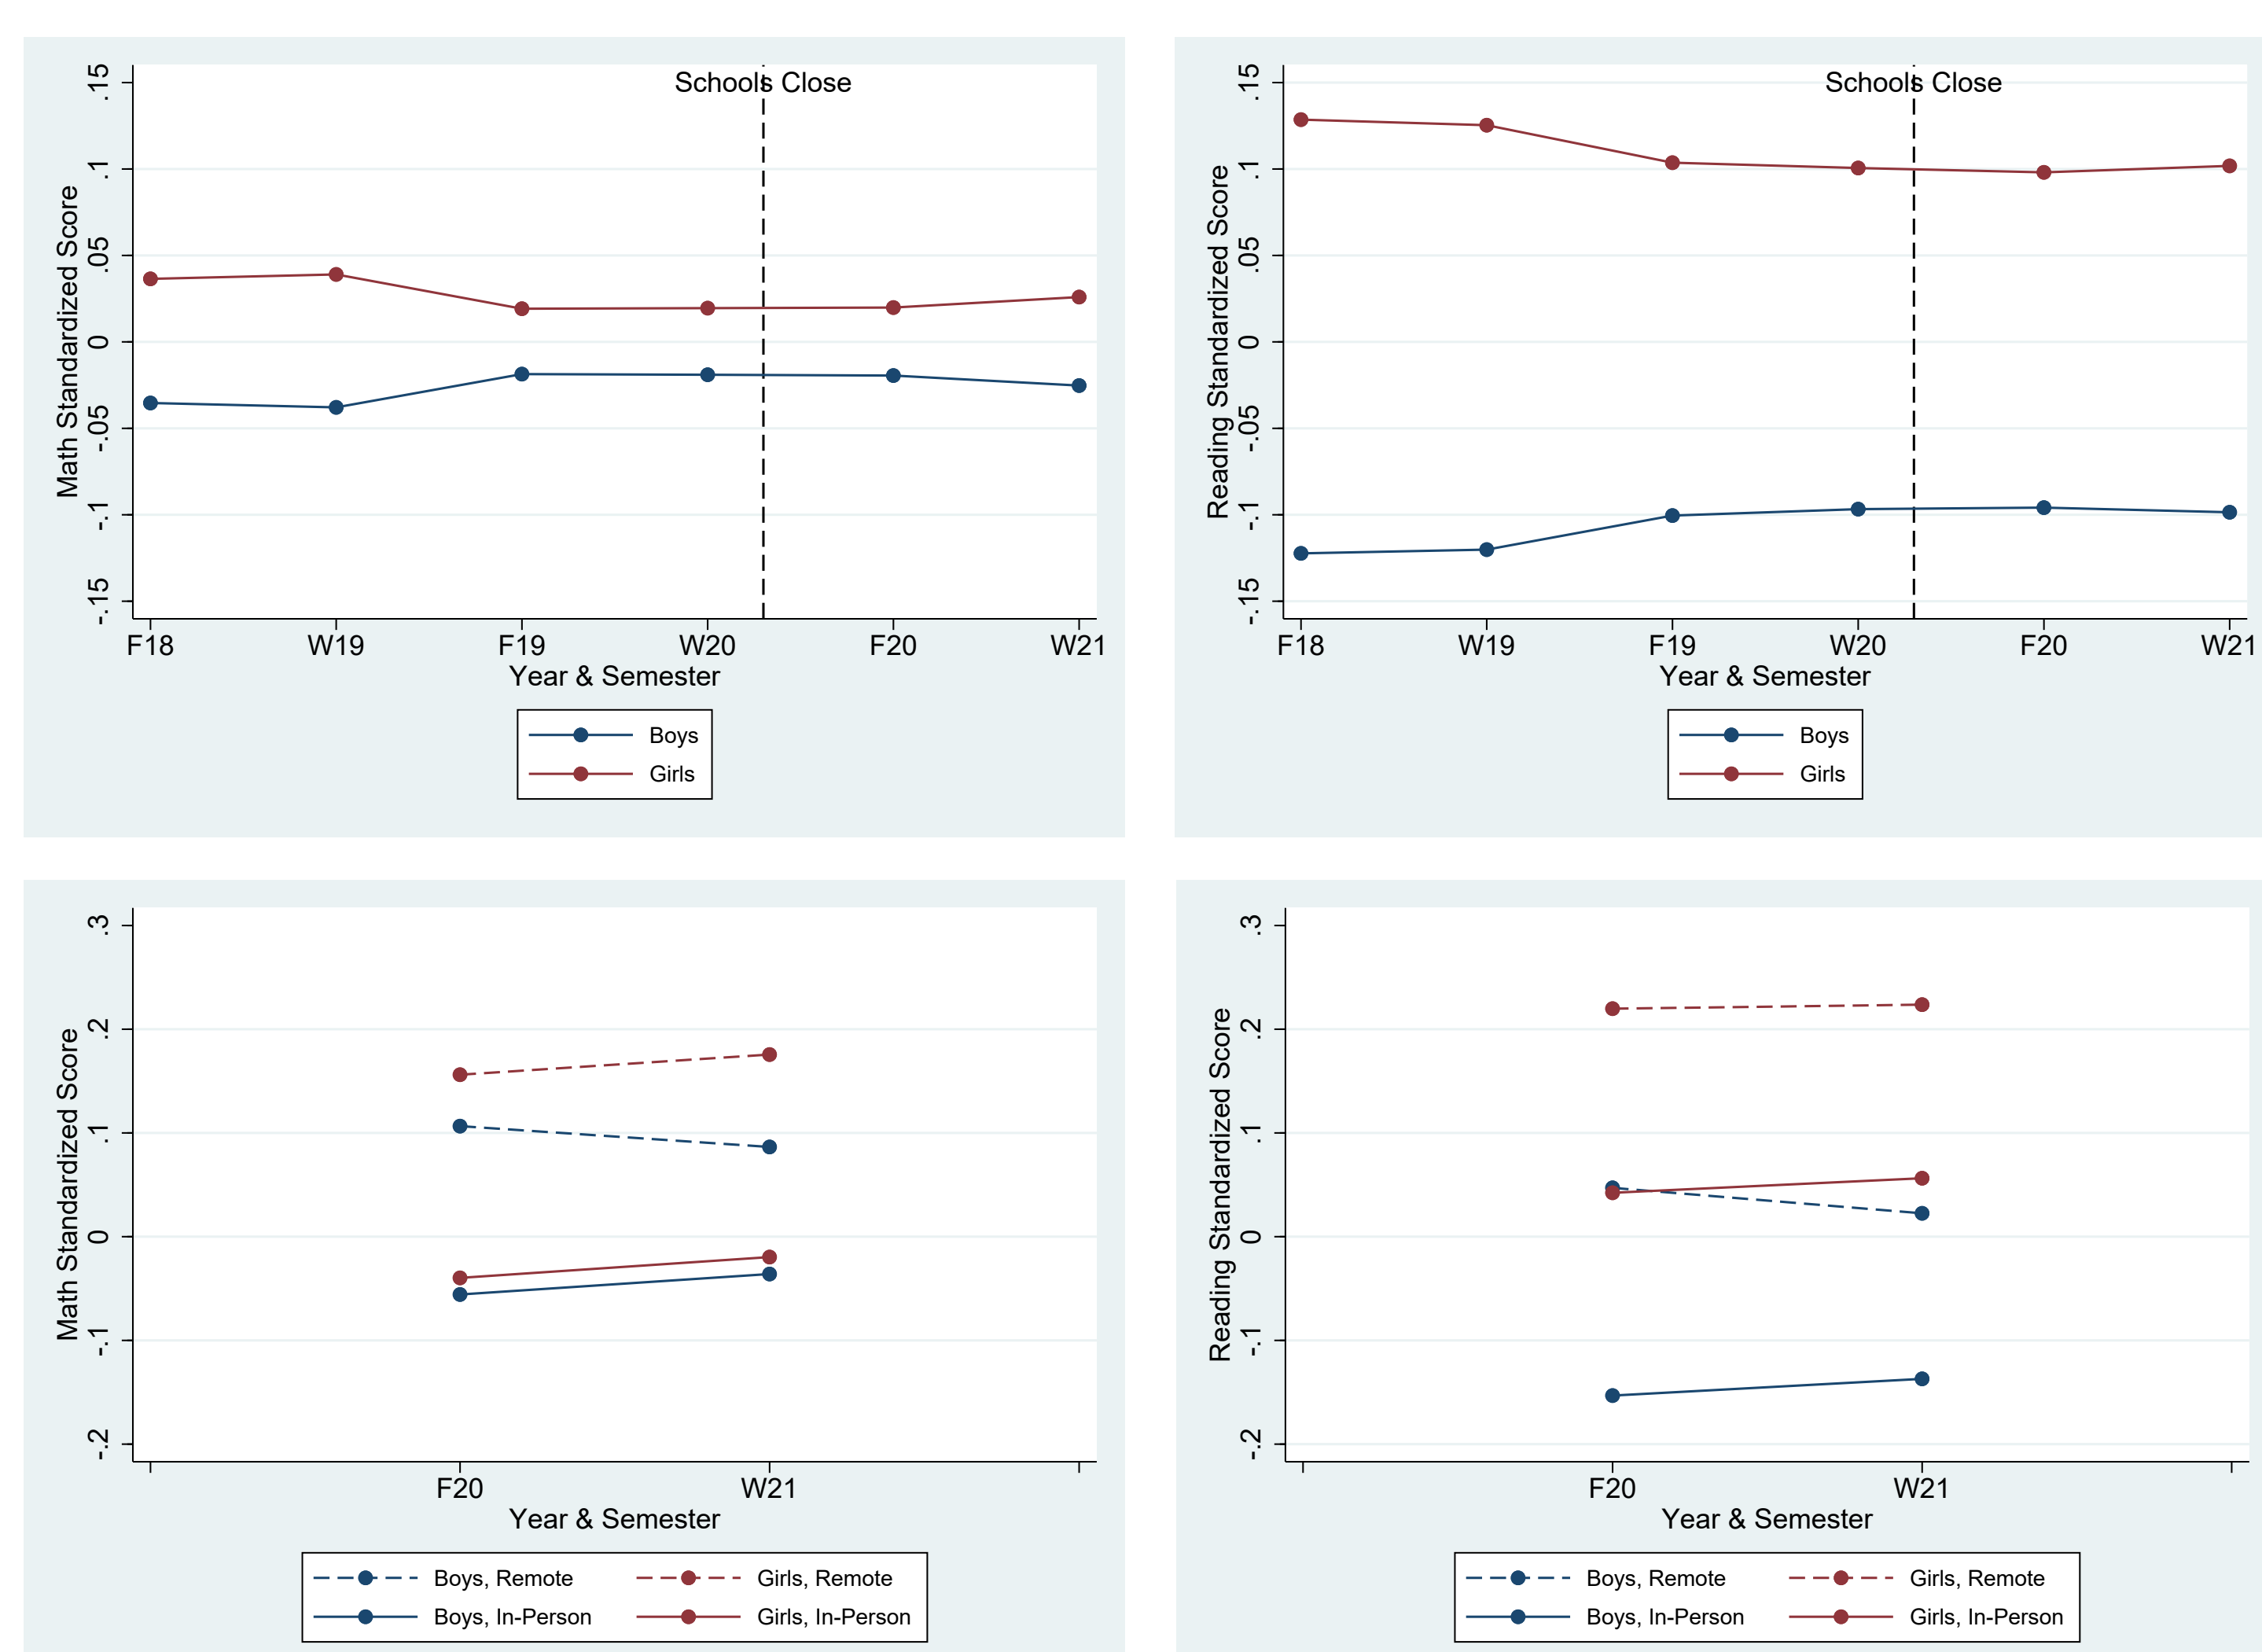 Schools Close
Math Standardized Score
.15
.1
.05
0
-.05
-.1
-.15
F18 W19 F19 W20 F20 W21
Year & Semester
Boys
Girls
Schools Close
Reading Standardized Score
.15
.1
.05
0
-.05
-.1
-.15
F18 W19 F19 W20 F20 W21
Year & Semester
Boys
Girls
Math Standardized Score
.3
.2
.1
0
-.1
-.2
F20 W21
Year & Semester
Boys, Remote Girls, Remote
Boys, In-Person Girls, In-Person
Reading Standardized Score
.3
.2
.1
0
-.1
-.2
F20 W21
Year & Semester
Boys, Remote Girls, Remote
Boys, In-Person Girls, In-Person